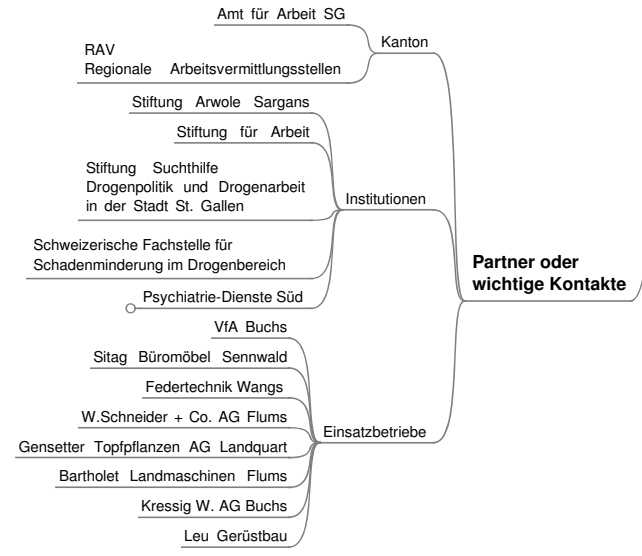 Amt für Arbeit SG
Kanton
RAV
Regionale Arbeitsvermittlungsstellen
Stiftung Arwole Sargans
Stiftung für Arbeit
Stiftung Suchthilfe
Drogenpolitik und Drogenarbeit
in der Stadt St. Gallen
Institutionen
Schweizerische Fachstelle für
Schadenminderung im Drogenbereich
Psychiatrie-Dienste Süd
Partner oder
wichtige Kontakte
VfA Buchs
Sitag Büromöbel Sennwald
Federtechnik Wangs
W.Schneider + Co. AG Flums
Einsatzbetriebe
Gensetter Topfpflanzen AG Landquart
Bartholet Landmaschinen Flums
Kressig W. AG Buchs
Leu Gerüstbau